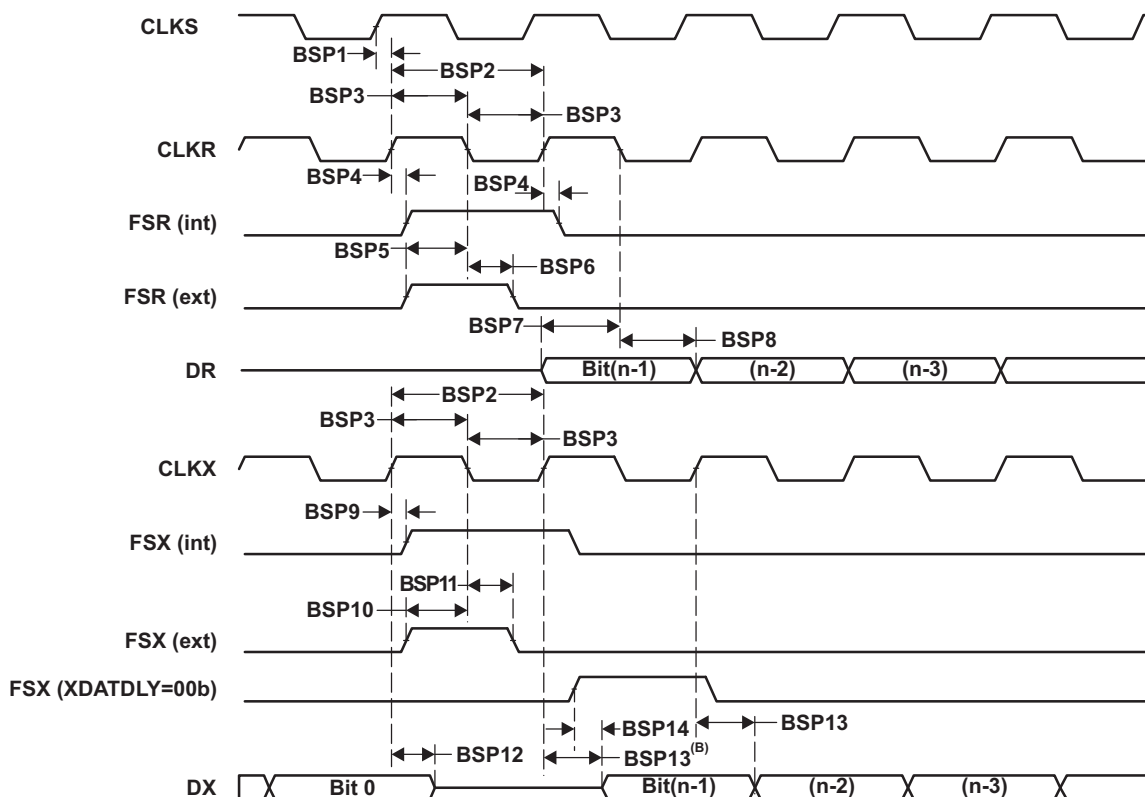 CLKS
BSP1
BSP2
BSP3
BSP3
CLKR
BSP4
BSP4
FSR (int)
BSP5
BSP6
FSR (ext)
BSP7
BSP8
DR
Bit(n-1)
(n-2)
(n-3)
BSP2
BSP3
BSP3
CLKX
BSP9
FSX (int)
BSP11
BSP10
FSX (ext)
FSX (XDATDLY=00b)
BSP14
BSP13
BSP12
BSP13(B)
DX
Bit 0
Bit(n-1)
(n-2)
(n-3)